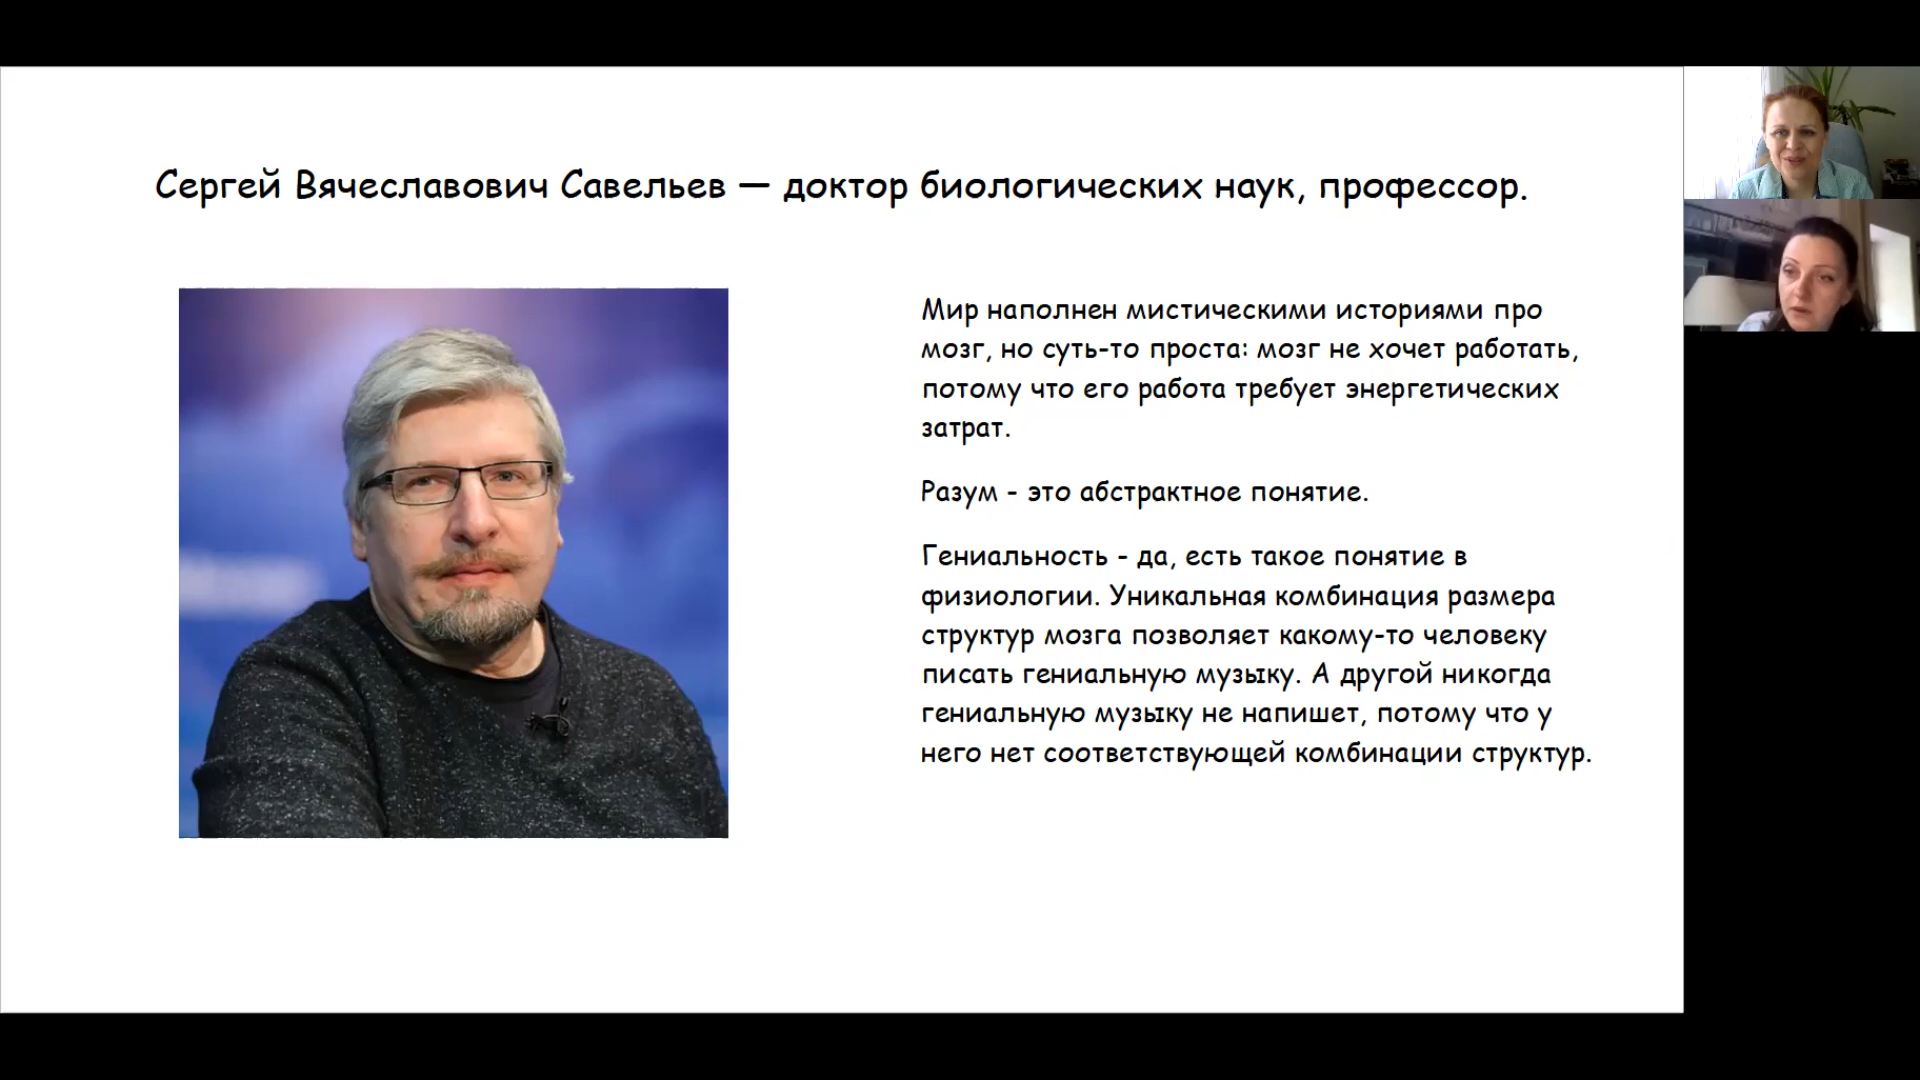 Сергей Вячеславович Савельев — доктор биологических наук, профессор.
Мир наполнен мистическими историями про
мозг, но суть-то проста: мозг не хочет работать,
потому что его работа требует энергетических
затрат.
Разум - это абстрактное понятие.
Гениальность - да, есть такое понятие в
физиологии. Уникальная комбинация размера
структур мозга позволяет какому-то человеку
писать гениальную музыку. А другой никогда
гениальную музыку не напишет, потому что у
него нет соответствующей комбинации структур.